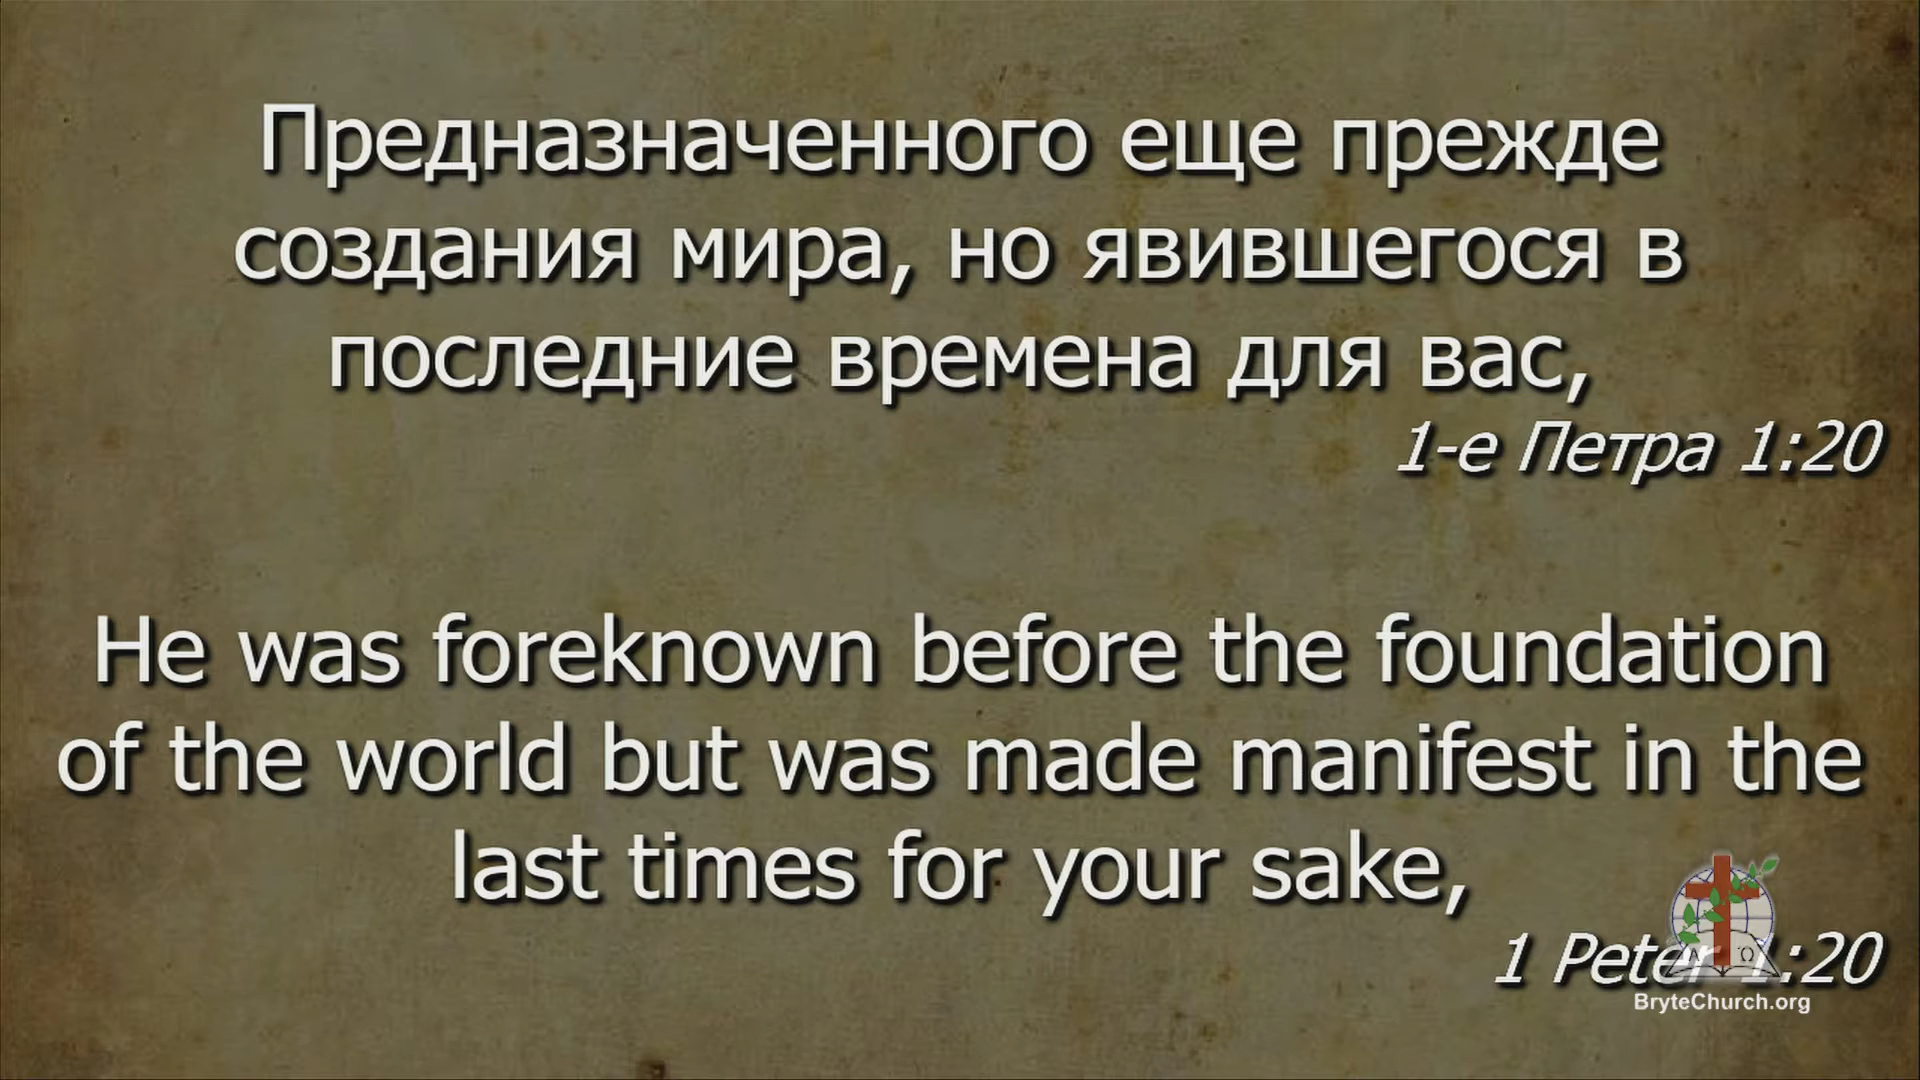 Предназначенного еще прежде
создания мира, но явившегося в
последние времена для вас,
1-е Петра 1:20
He was foreknown before the foundation
of the world but was made manifest in the
last times for your sake,
1 Peter 1:20
Α Ω
BryteChurch.org